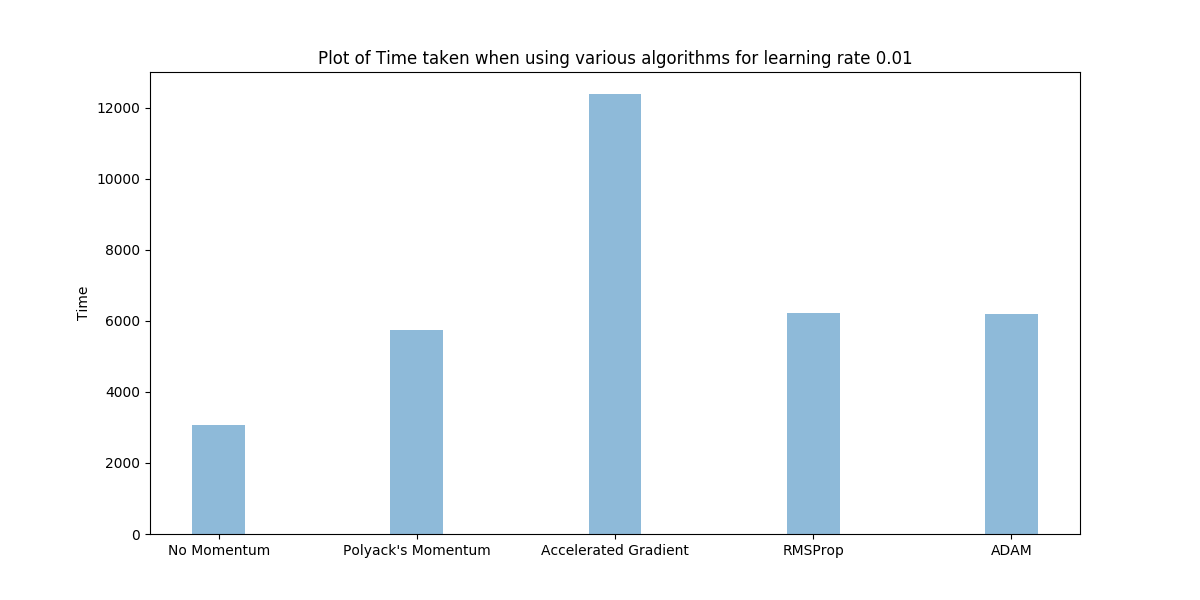 Plot of Time taken when using various algorithms for learning rate 0.01
12000
10000
8000
6000
4000
2000
0
Time
No Momentum
Polyack's Momentum
Accelerated Gradient
RMSProp
ADAM